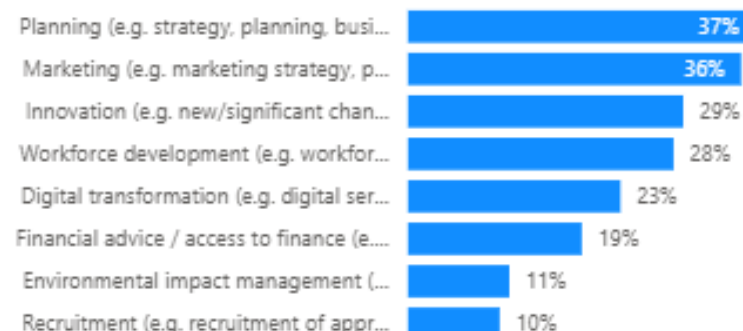 Planning (e.g. strategy, planning, busi... 37%
Marketing (e.g. marketing strategy, p... 36%
Innovation (e.g. new/significant chan... 29%
Workforce development (e.g. workfor... 28%
Digital transformation (e.g. digital ser... 23%
Financial advice / access to finance (e.... 19%
Environmental impact management (... 11%
Recruitment (e.g. recruitment of appr... 10%